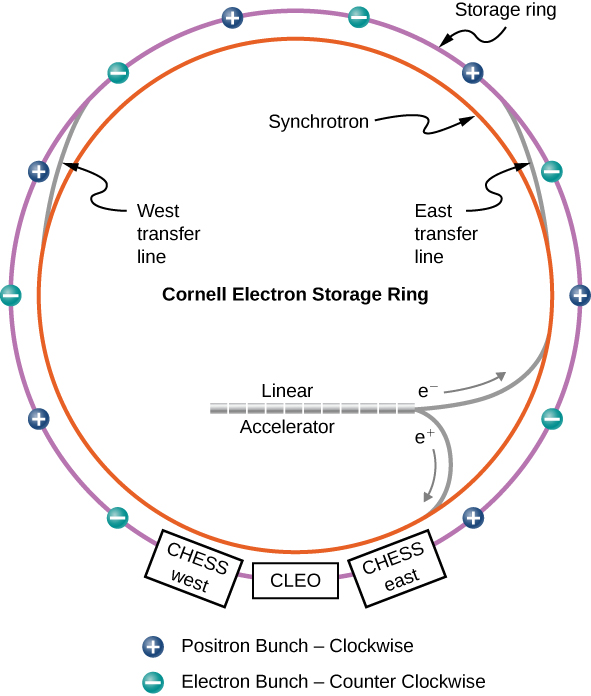 Storage ring
Synchrotron
West
transfer
line
East
transfer
line
Cornell Electron Storage Ring
Linear
Accelerator
e⁻
e⁺
CHESS
west
CLEO
CHESS
east
+ Positron Bunch – Clockwise
− Electron Bunch – Counter Clockwise